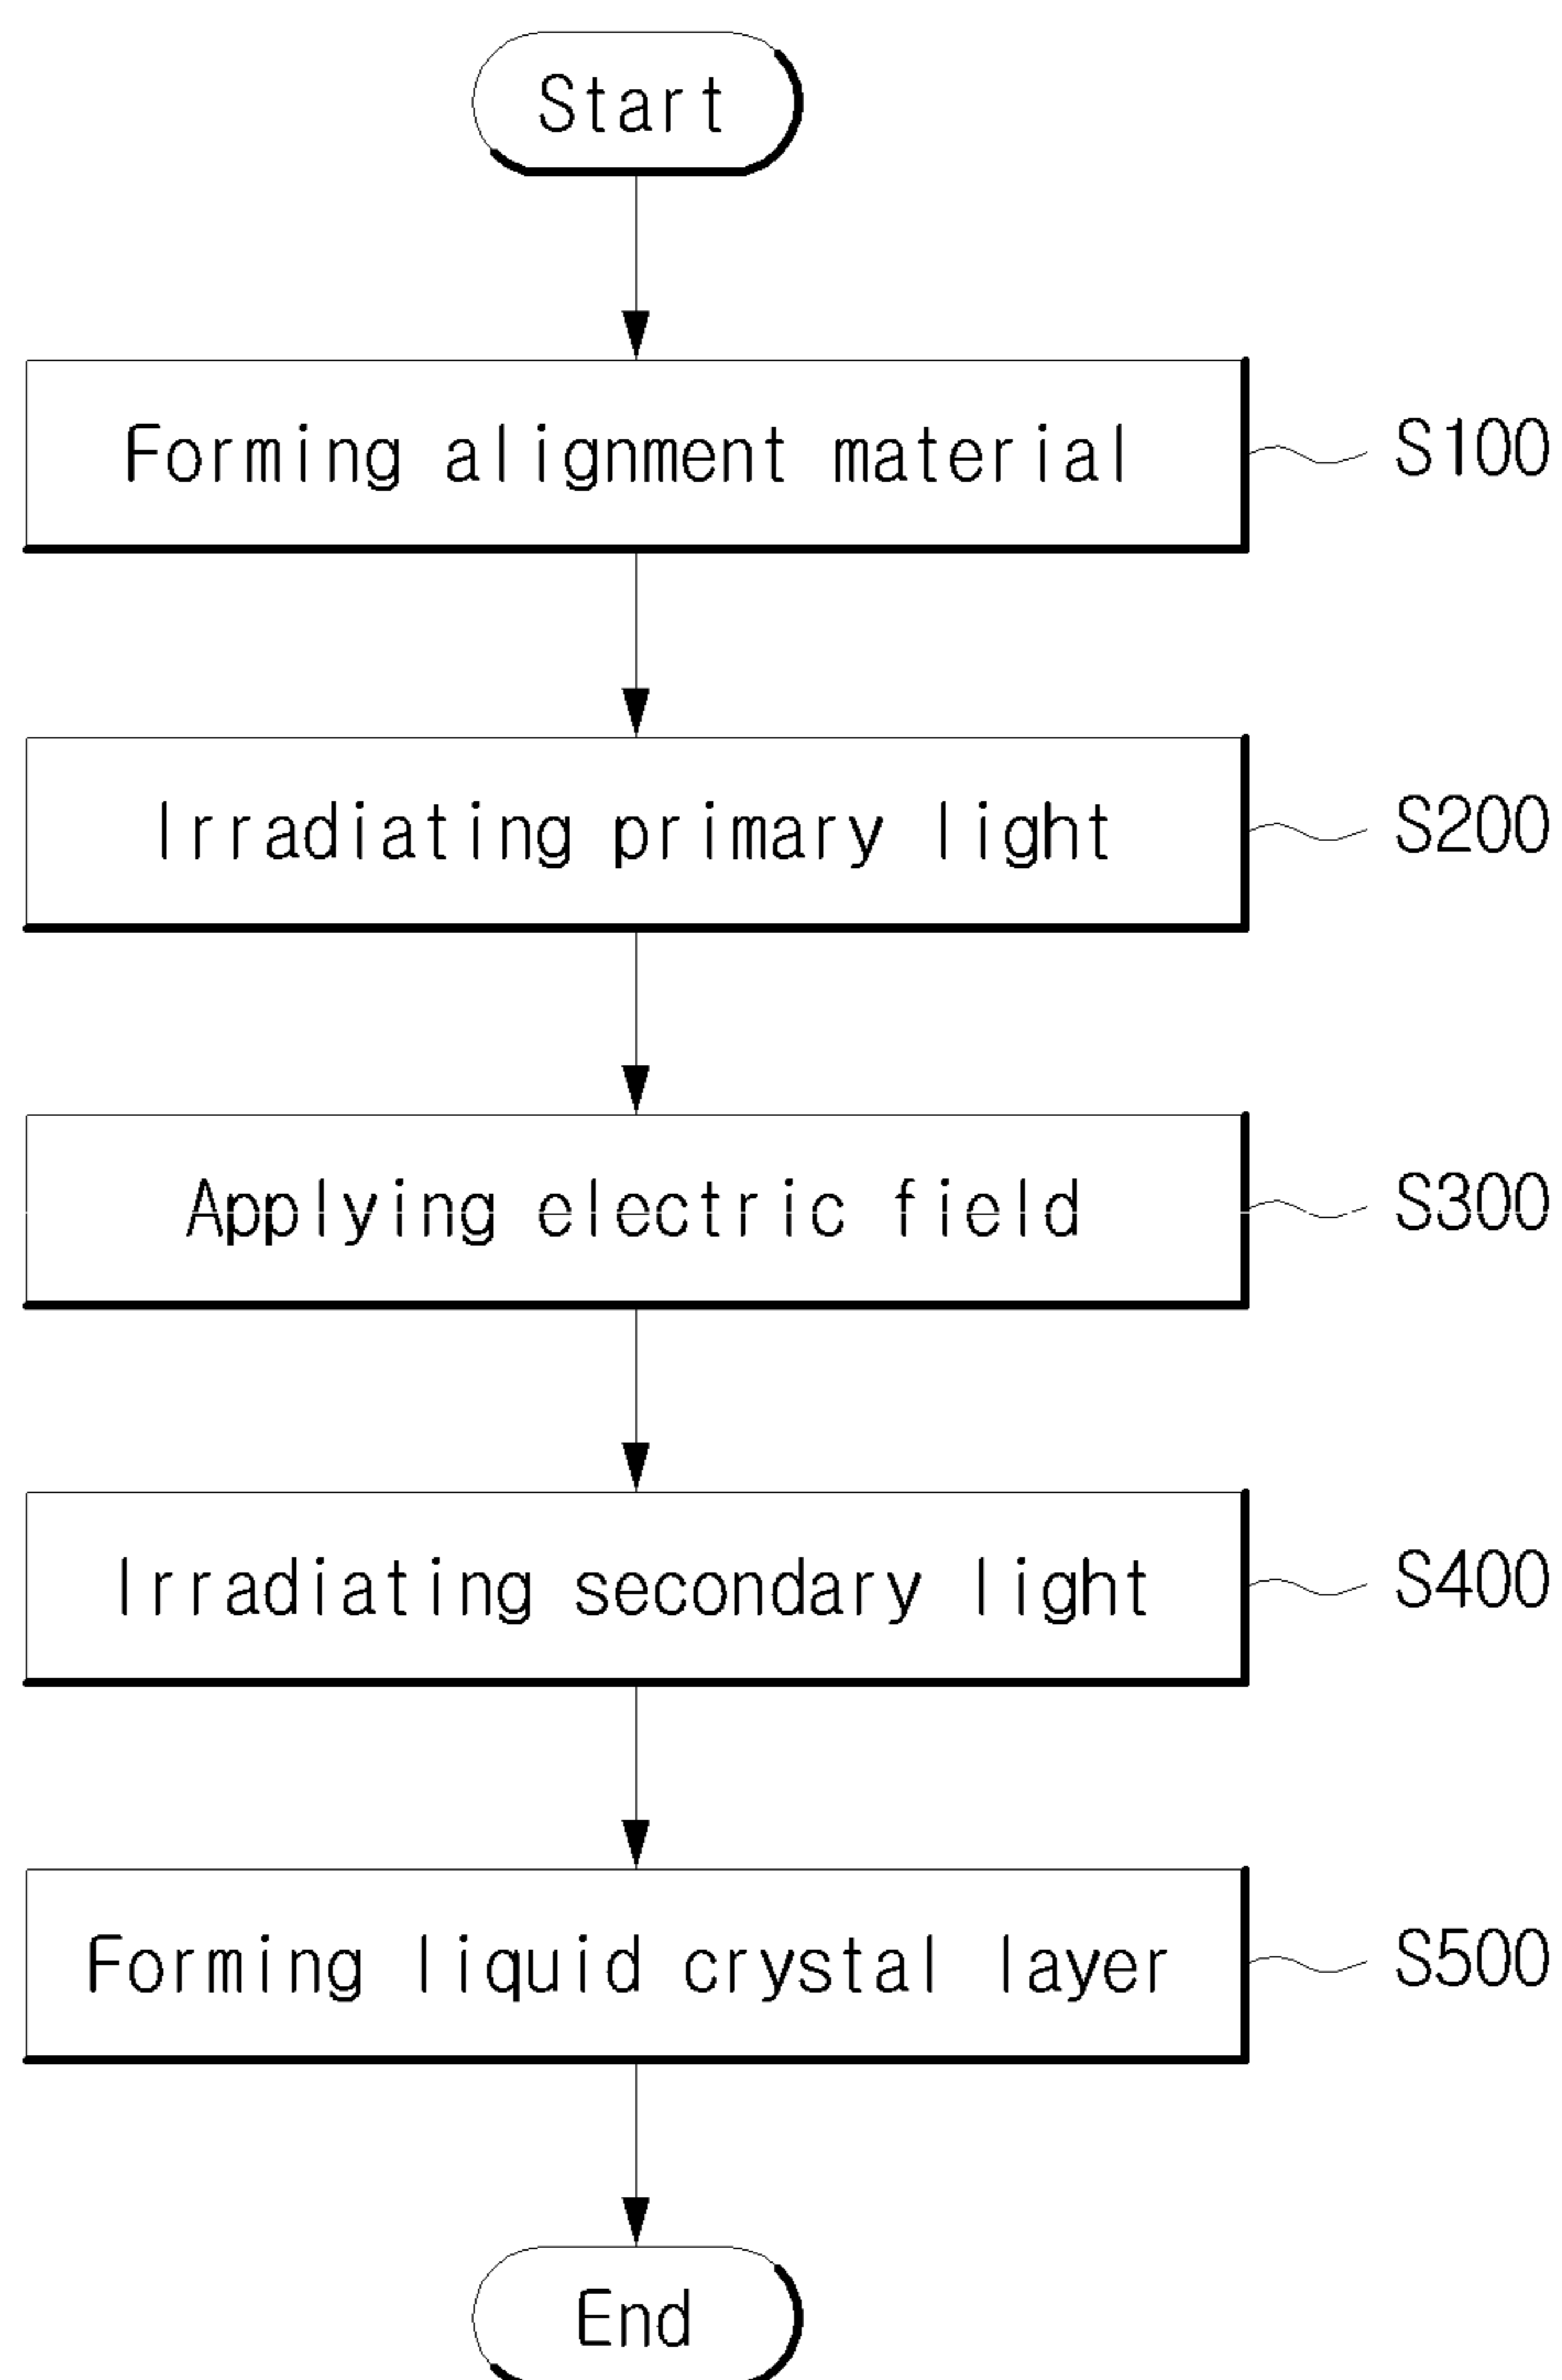 Start
Forming alignment material S100
Irradiating primary light S200
Applying electric field S300
Irradiating secondary light S400
Forming liquid crystal layer S500
End